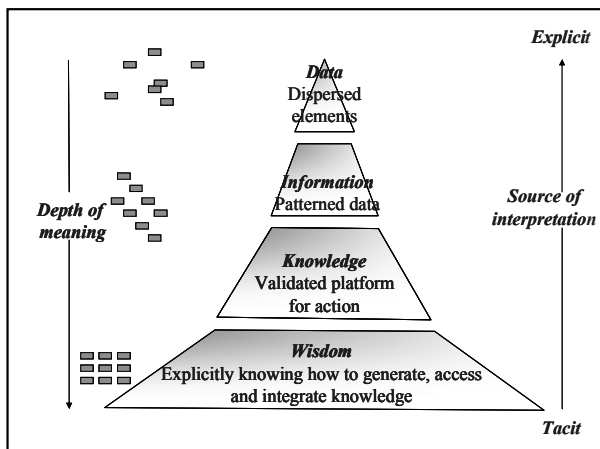 Explicit
Data
Dispersed
elements
Information
Patterned data
Depth of
meaning
Source of
interpretation
Knowledge
Validated platform
for action
Wisdom
Explicitly knowing how to generate, access
and integrate knowledge
Tacit